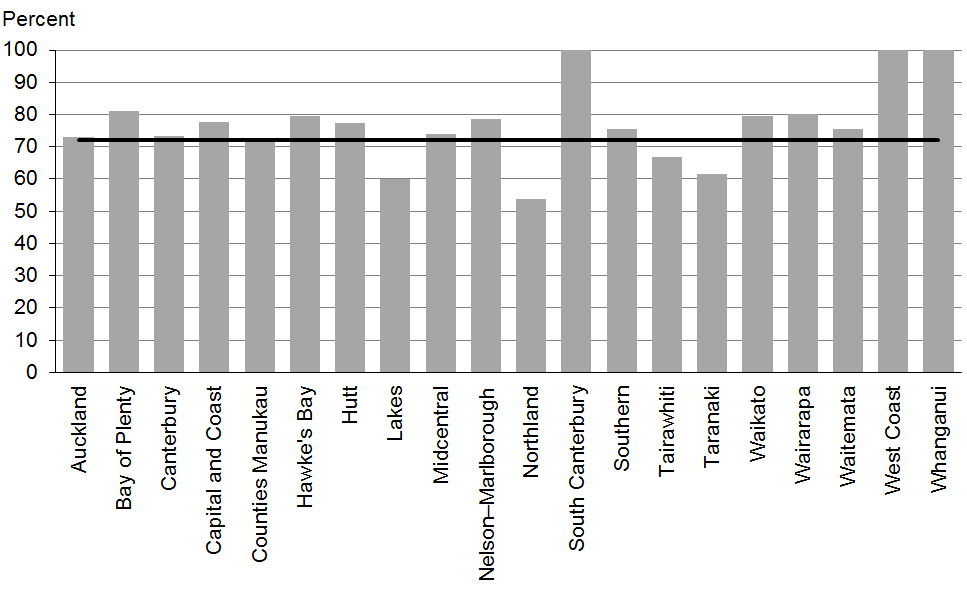 Percent
100
90
80
70
60
50
40
30
20
10
0
Auckland
Bay of Plenty
Canterbury
Capital and Coast
Counties Manukau
Hawke's Bay
Hutt
Lakes
Midcentral
Nelson–Marlborough
Northland
South Canterbury
Southern
Tairawhiti
Taranaki
Waikato
Wairarapa
Waitemata
West Coast
Whanganui